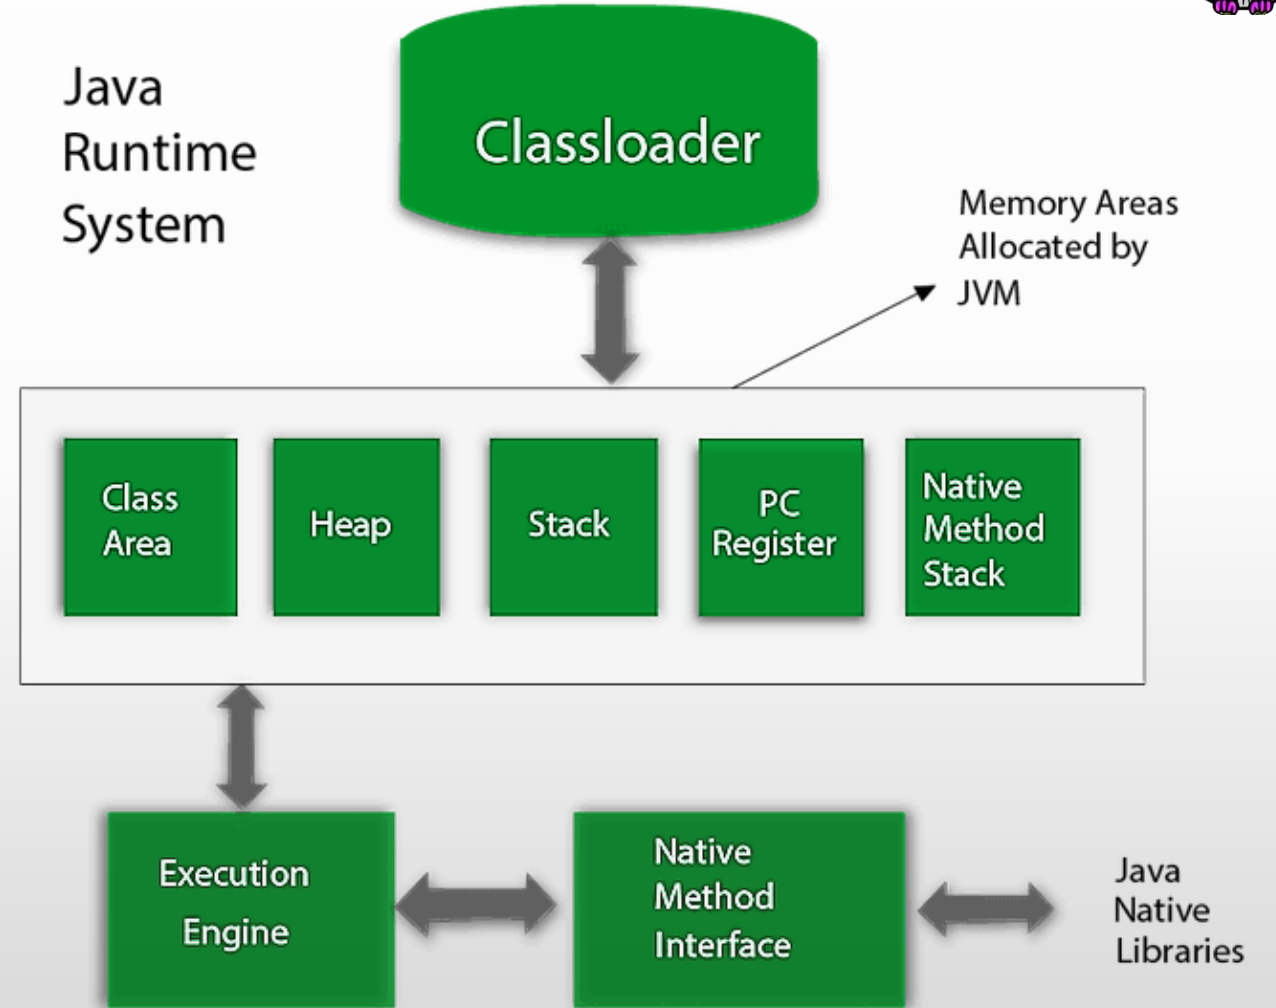 Java
Runtime
System
Classloader
Memory Areas
Allocated by
JVM
Class
Area
Heap
Stack
PC
Register
Native
Method
Stack
Execution
Engine
Native
Method
Interface
Java
Native
Libraries